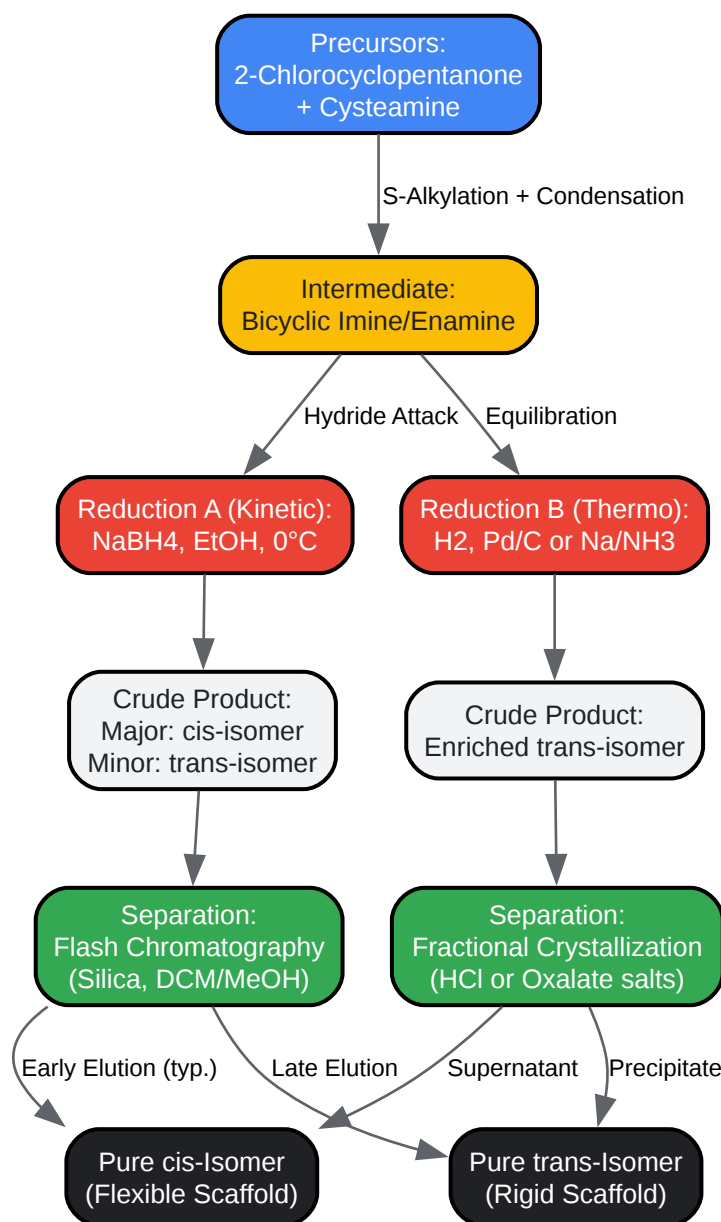 Precursors:
2-Chlorocyclopentanone
+ Cysteamine
S-Alkylation + Condensation
Intermediate:
Bicyclic Imine/Enamine
Hydride Attack
Equilibration
Reduction A (Kinetic):
NaBH4, EtOH, 0°C
Reduction B (Thermo):
H2, Pd/C or Na/NH3
Crude Product:
Major: cis-isomer
Minor: trans-isomer
Crude Product:
Enriched trans-isomer
Separation:
Flash Chromatography
(Silica, DCM/MeOH)
Separation:
Fractional Crystallization
(HCl or Oxalate salts)
Early Elution (typ.)
Late Elution
Supernatant
Precipitate
Pure cis-Isomer
(Flexible Scaffold)
Pure trans-Isomer
(Rigid Scaffold)